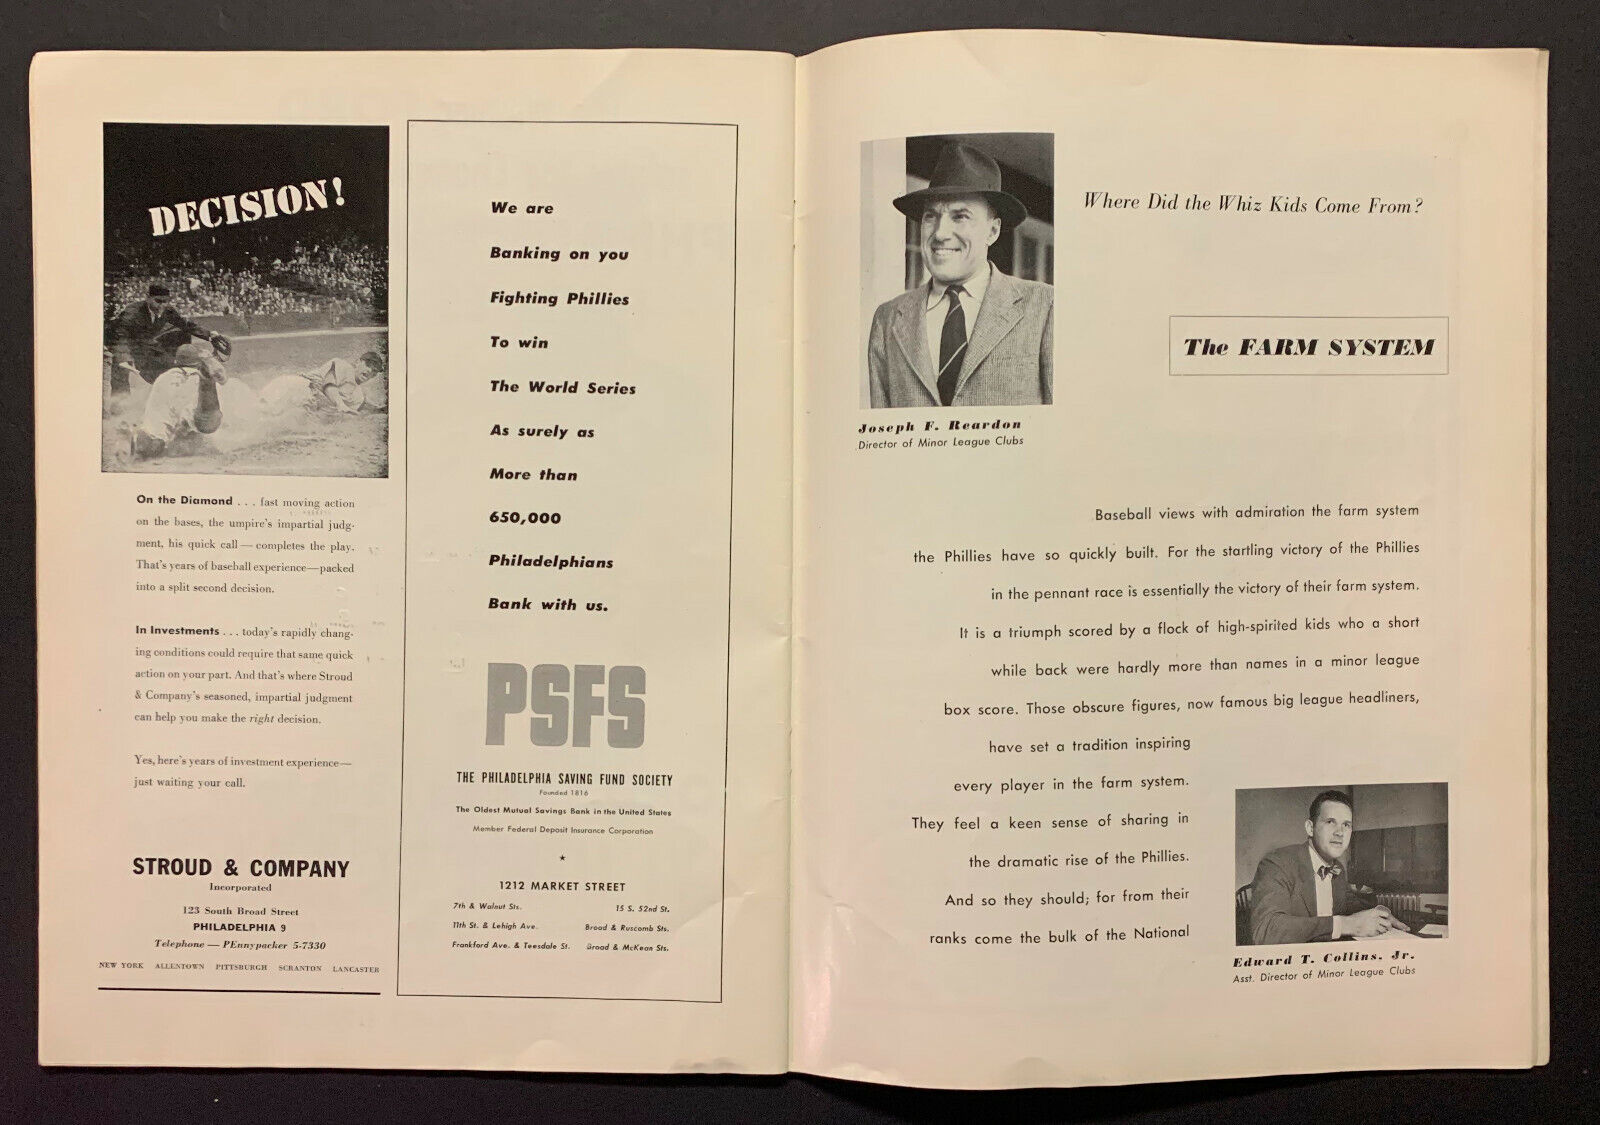 DECISION!
On the Diamond . . . fast moving action
on the bases, the umpire's impartial judg-
ment, his quick call — completes the play.
That's years of baseball experience—packed
into a split second decision.
In Investments . . . today's rapidly chang-
ing conditions could require that same quick
action on your part. And that's where Stroud
& Company's seasoned, impartial judgment
can help you make the right decision.
Yes, here's years of investment experience—
just waiting your call.
STROUD & COMPANY
Incorporated
123 South Broad Street
PHILADELPHIA 9
Telephone — PEnnypacker 5-7330
NEW YORK ALLENTOWN PITTSBURGH SCRANTON LANCASTER
We are
Banking on you
Fighting Phillies
To win
The World Series
As surely as
More than
650,000
Philadelphians
Bank with us.
PSFS
THE PHILADELPHIA SAVING FUND SOCIETY
Founded 1816
The Oldest Mutual Savings Bank in the United States
Member Federal Deposit Insurance Corporation
★
1212 MARKET STREET
7th & Walnut Sts. 15 S. 52nd St.
11th St. & Lehigh Ave. Broad & Ruscomb Sts.
Frankford Ave. & Teesdale St. Broad & McKean Sts.
Where Did the Whiz Kids Come From?
The FARM SYSTEM
Joseph F. Reardon
Director of Minor League Clubs
Baseball views with admiration the farm system
the Phillies have so quickly built. For the startling victory of the Phillies
in the pennant race is essentially the victory of their farm system.
It is a triumph scored by a flock of high-spirited kids who a short
while back were hardly more than names in a minor league
box score. Those obscure figures, now famous big league headliners,
have set a tradition inspiring
every player in the farm system.
They feel a keen sense of sharing in
the dramatic rise of the Phillies.
And so they should; for from their
ranks come the bulk of the National
Edward T. Collins, Jr.
Asst. Director of Minor League Clubs